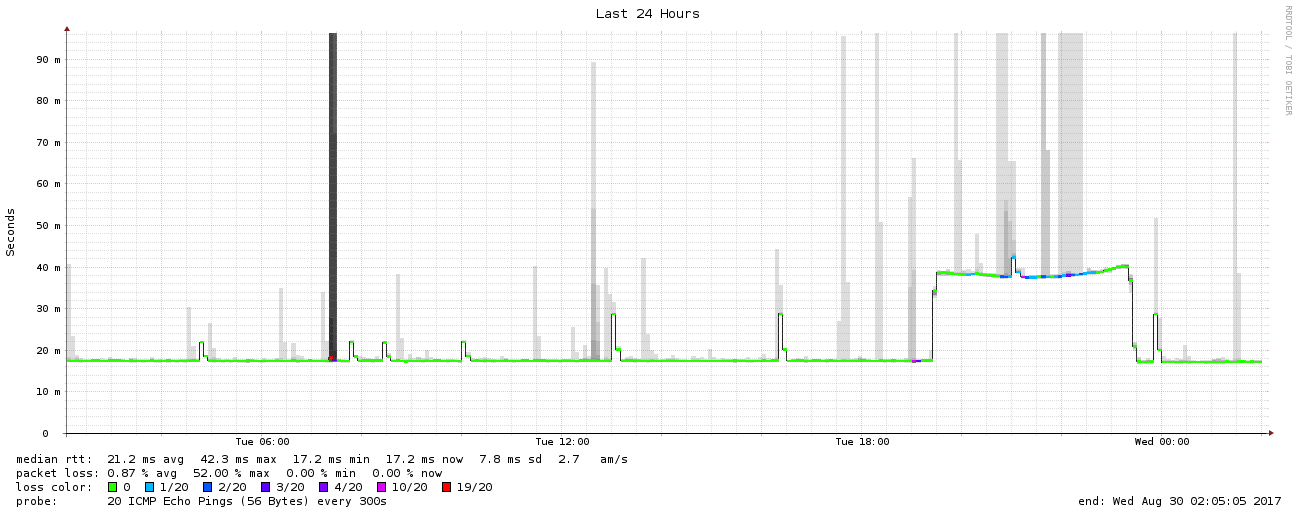 Last 24 Hours
RRDTOOL / TOBI OETIKER
Seconds
90 m
80 m
70 m
60 m
50 m
40 m
30 m
20 m
10 m
0
Tue 06:00 Tue 12:00 Tue 18:00 Wed 00:00
median rtt: 21.2 ms avg 42.3 ms max 17.2 ms min 17.2 ms now 7.8 ms sd 2.7 am/s
packet loss: 0.87 % avg 52.00 % max 0.00 % min 0.00 % now
loss color: 0 1/20 2/20 3/20 4/20 10/20 19/20
probe: 20 ICMP Echo Pings (56 Bytes) every 300s end: Wed Aug 30 02:05:05 2017